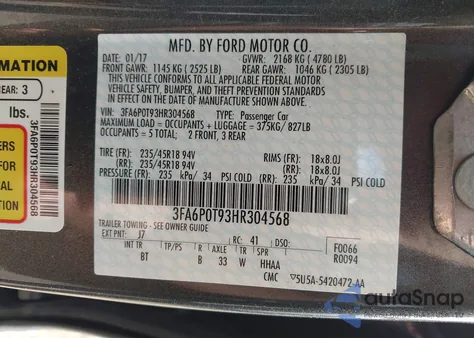 MFD. BY FORD MOTOR CO.
01/17 GVWR: 2168 KG (4780 LB)
FRONT GAWR: 1145 KG (2525 LB) REAR GAWR: 1046 KG (2305 LB)
THIS VEHICLE CONFORMS TO ALL APPLICABLE FEDERAL MOTOR
VEHICLE SAFETY, BUMPER, AND THEFT PREVENTION STANDARDS
IN EFFECT ON THE DATE OF MANUFACTURE SHOWN ABOVE.
VIN: 3FA6P0T93HR304568 TYPE: Passenger Car
MAXIMUM LOAD = OCCUPANTS + LUGGAGE = 375KG/ 827LB
OCCUPANTS = 5 TOTAL: 2 FRONT, 3 REAR
TIRE (FR): 235/45R18 94V RIM (FR): 18x8.0J
(RR): 235/45R18 94V (RR): 18x8.0J
PRESSURE (FR): 235 kPa/ 34 PSI COLD (RR): 235 kPa/ 34 PSI COLD
3FA6P0T93HR304568
TRAILER TOWING - SEE OWNER GUIDE
EXT PNT: J7 RC: 41 DSO: F0066
INT TR TP/PS R AXLE TR SPR R0094
BT B 33 W HHAA
CMC 5U5A-5420472-AA
RMATION
REAR: 3
lbs.
3FA6P0T93HR304568
ERS
TION
autoSnap